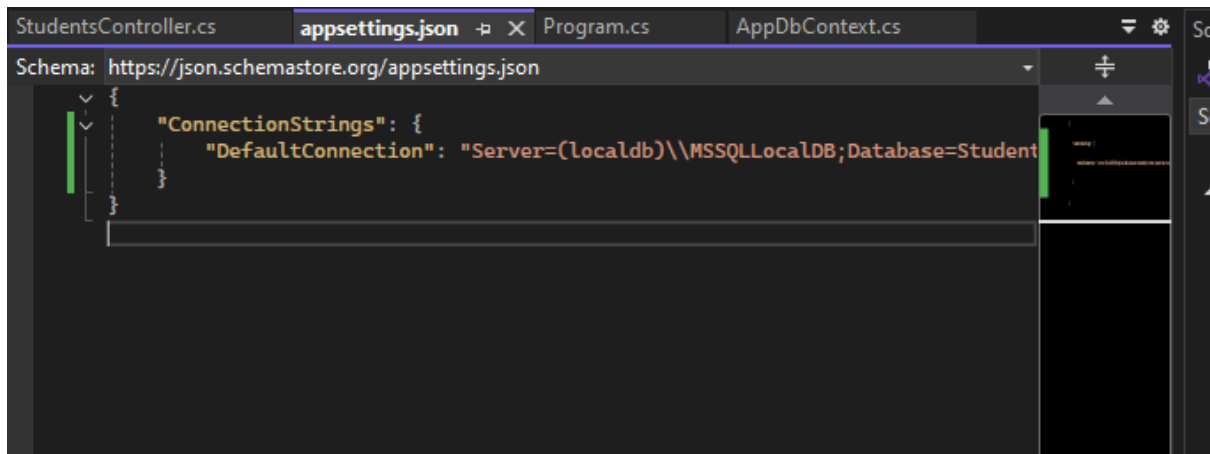 StudentsController.cs appsettings.json Program.cs AppDbContext.cs
Schema: https://json.schemastore.org/appsettings.json
{
"ConnectionStrings": {
"DefaultConnection": "Server=(localdb)\\MSSQLLocalDB;Database=Student
}
}